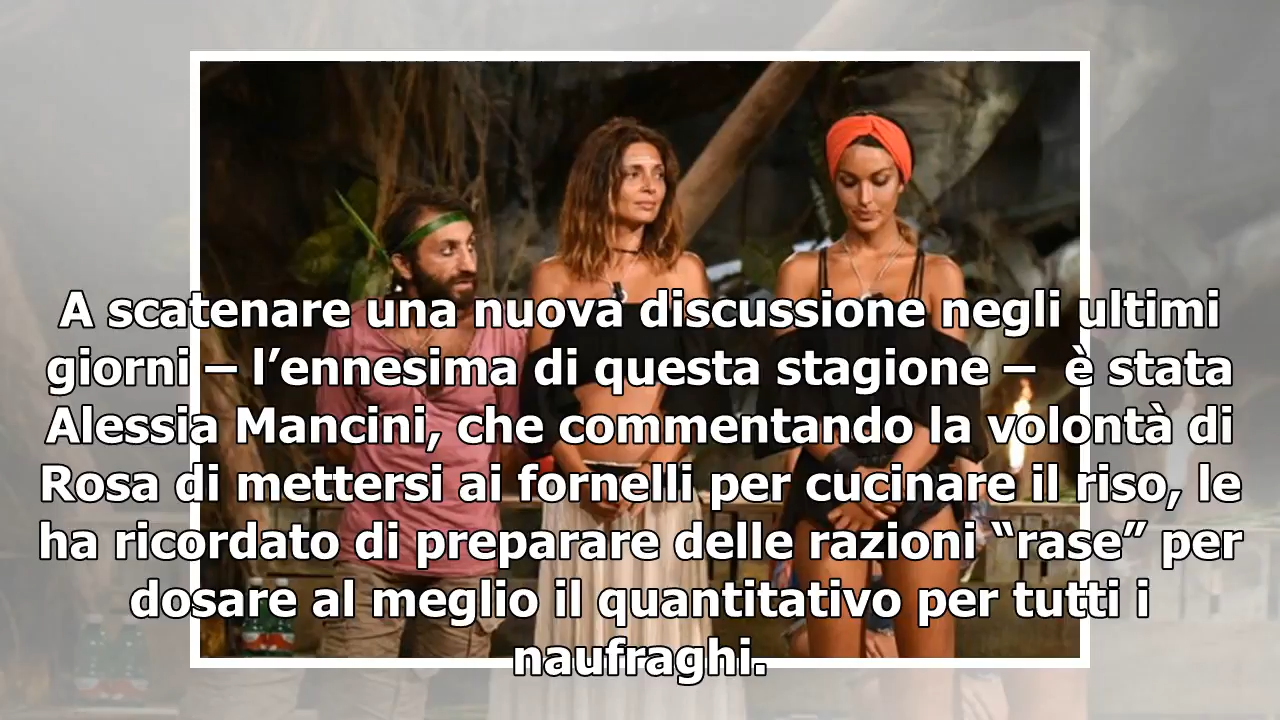 A scatenare una nuova discussione negli ultimi
giorni – l’ennesima di questa stagione –  è stata
Alessia Mancini, che commentando la volontà di
Rosa di mettersi ai fornelli per cucinare il riso, le
ha ricordato di preparare delle razioni “rase” per
dosare al meglio il quantitativo per tutti i
naufraghi.